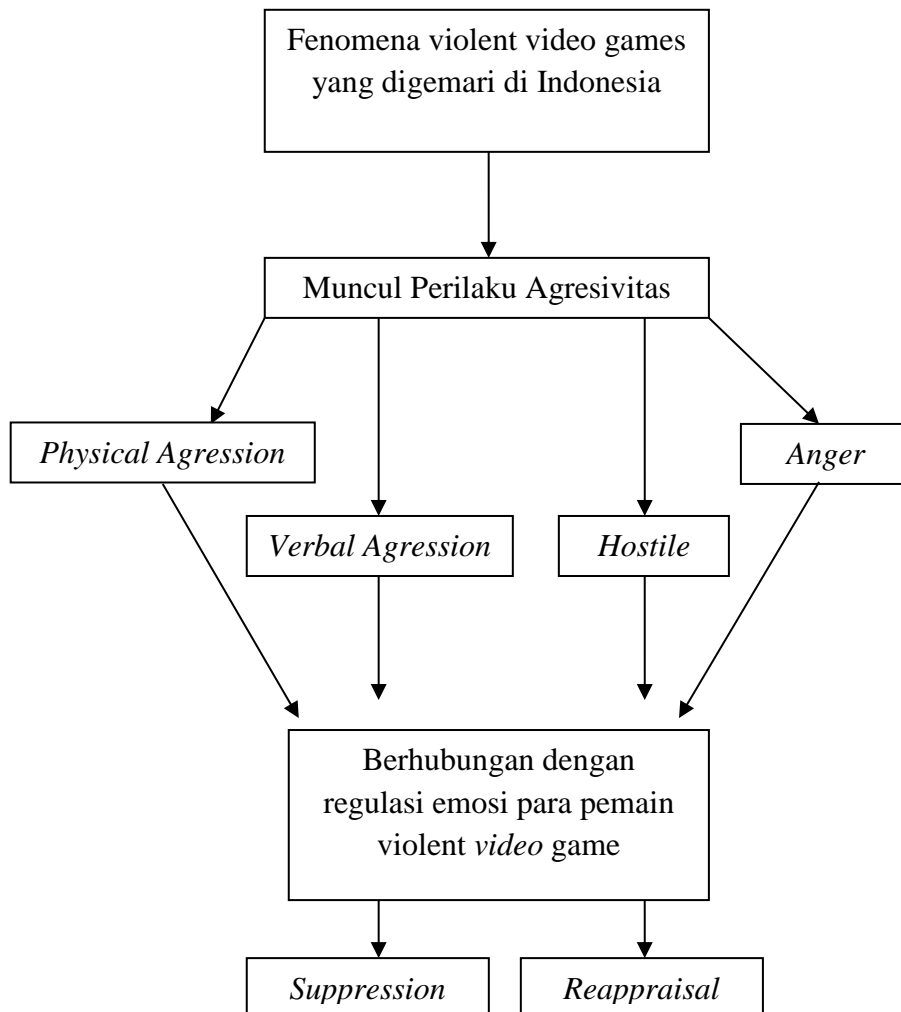 Fenomena violent video games
yang digemari di Indonesia
Muncul Perilaku Agresivitas
Physical Agression
Anger
Verbal Agression
Hostile
Berhubungan dengan
regulasi emosi para pemain
violent video game
Suppression
Reappraisal